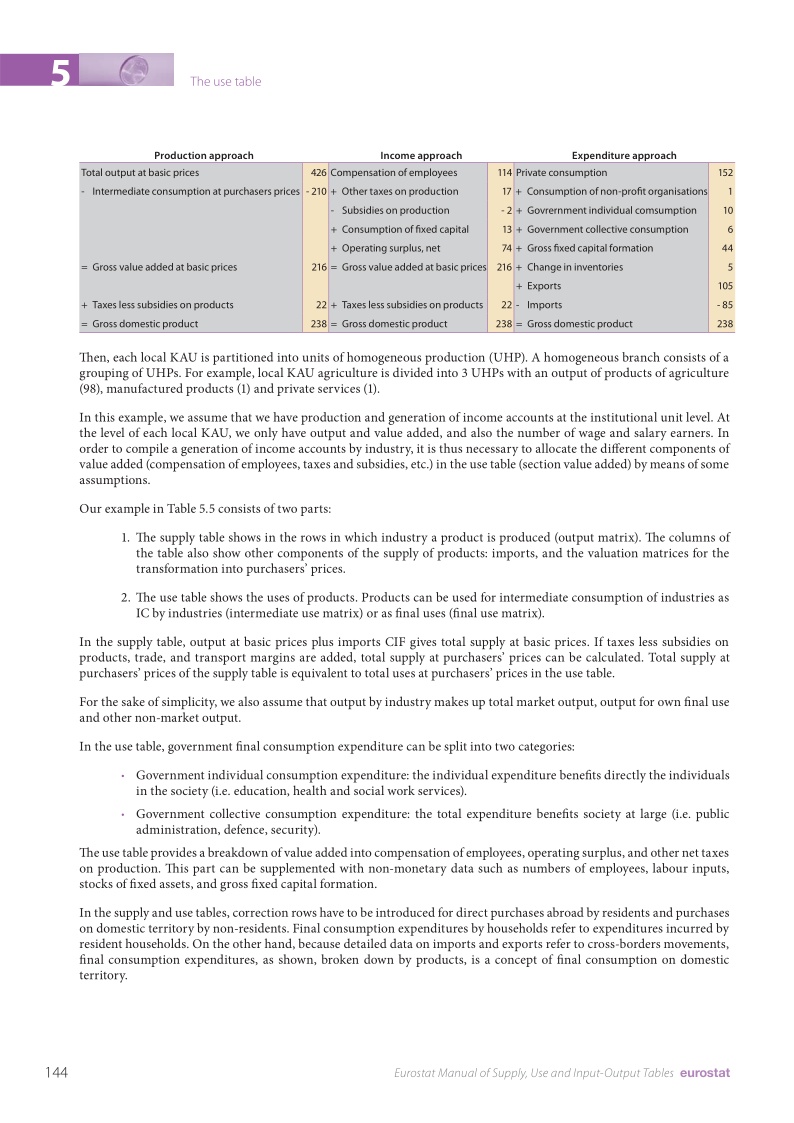 5
The use table
Production approach Income approach Expenditure approach
Total output at basic prices 426 Compensation of employees 114 Private consumption 152
- Intermediate consumption at purchasers prices - 210 + Other taxes on production 17 + Consumption of non-profit organisations 1
- Subsidies on production - 2 + Govrernment individual comsumption 10
+ Consumption of fixed capital 13 + Government collective consumption 6
+ Operating surplus, net 74 + Gross fixed capital formation 44
= Gross value added at basic prices 216 = Gross value added at basic prices 216 + Change in inventories 5
+ Exports 105
+ Taxes less subsidies on products 22 + Taxes less subsidies on products 22 - Imports - 85
= Gross domestic product 238 = Gross domestic product 238 = Gross domestic product 238
Then, each local KAU is partitioned into units of homogeneous production (UHP). A homogeneous branch consists of a
grouping of UHPs. For example, local KAU agriculture is divided into 3 UHPs with an output of products of agriculture
(98), manufactured products (1) and private services (1).
In this example, we assume that we have production and generation of income accounts at the institutional unit level. At
the level of each local KAU, we only have output and value added, and also the number of wage and salary earners. In
order to compile a generation of income accounts by industry, it is thus necessary to allocate the different components of
value added (compensation of employees, taxes and subsidies, etc.) in the use table (section value added) by means of some
assumptions.
Our example in Table 5.5 consists of two parts:
1. The supply table shows in the rows in which industry a product is produced (output matrix). The columns of
the table also show other components of the supply of products: imports, and the valuation matrices for the
transformation into purchasers' prices.
2. The use table shows the uses of products. Products can be used for intermediate consumption of industries as
IC by industries (intermediate use matrix) or as final uses (final use matrix).
In the supply table, output at basic prices plus imports CIF gives total supply at basic prices. If taxes less subsidies on
products, trade, and transport margins are added, total supply at purchasers' prices can be calculated. Total supply at
purchasers' prices of the supply table is equivalent to total uses at purchasers' prices in the use table.
For the sake of simplicity, we also assume that output by industry makes up total market output, output for own final use
and other non-market output.
In the use table, government final consumption expenditure can be split into two categories:
· Government individual consumption expenditure: the individual expenditure benefits directly the individuals
in the society (i.e. education, health and social work services).
· Government collective consumption expenditure: the total expenditure benefits society at large (i.e. public
administration, defence, security).
The use table provides a breakdown of value added into compensation of employees, operating surplus, and other net taxes
on production. This part can be supplemented with non-monetary data such as numbers of employees, labour inputs,
stocks of fixed assets, and gross fixed capital formation.
In the supply and use tables, correction rows have to be introduced for direct purchases abroad by residents and purchases
on domestic territory by non-residents. Final consumption expenditures by households refer to expenditures incurred by
resident households. On the other hand, because detailed data on imports and exports refer to cross-borders movements,
final consumption expenditures, as shown, broken down by products, is a concept of final consumption on domestic
territory.
144
Eurostat Manual of Supply, Use and Input-Output Tables eurostat